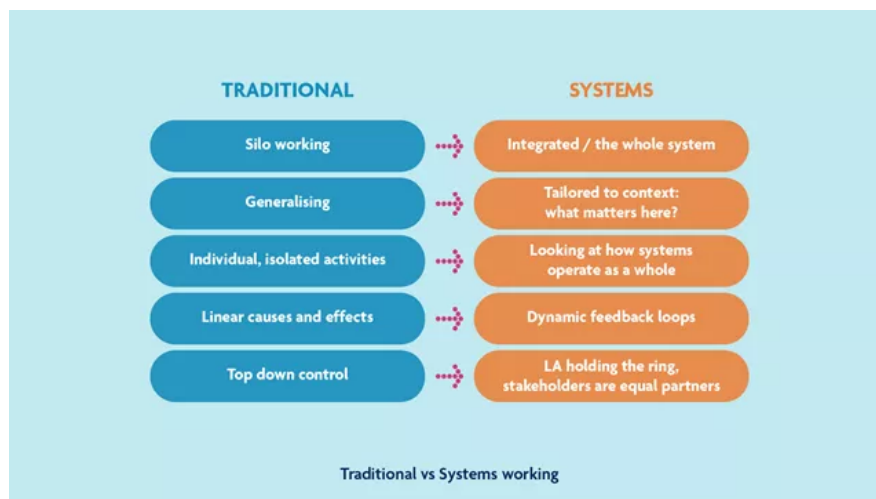 TRADITIONAL
SYSTEMS
Silo working
Integrated / the whole system
Generalising
Tailored to context:
what matters here?
Individual, isolated activities
Looking at how systems
operate as a whole
Linear causes and effects
Dynamic feedback loops
Top down control
LA holding the ring,
stakeholders are equal partners
Traditional vs Systems working